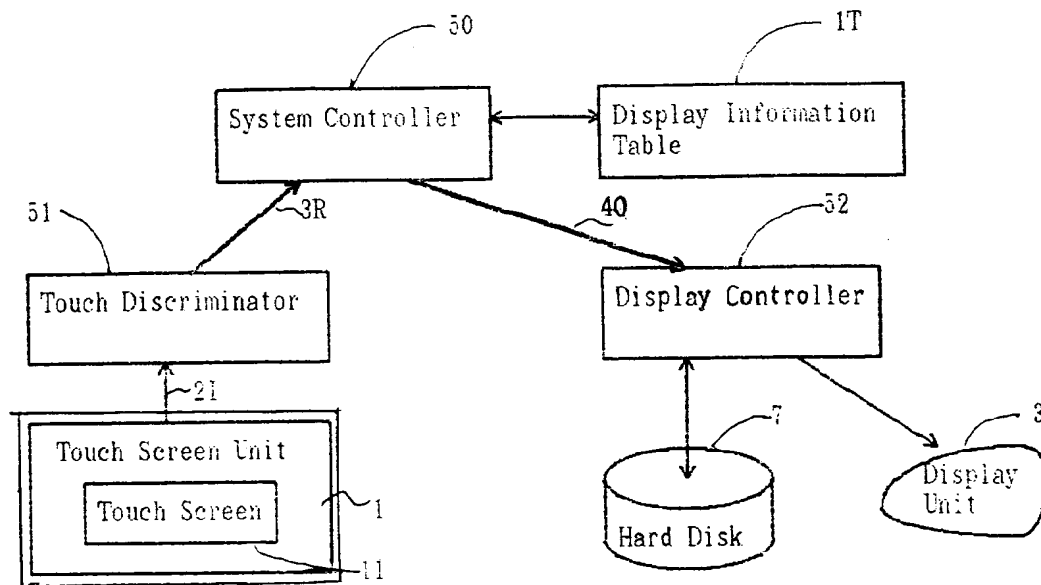 50
1T
System Controller
Display Information
Table
51
3R
40
52
Touch Discriminator
Display Controller
2I
Touch Screen Unit
7
3
Touch Screen
1
Display
Unit
11
Hard Disk